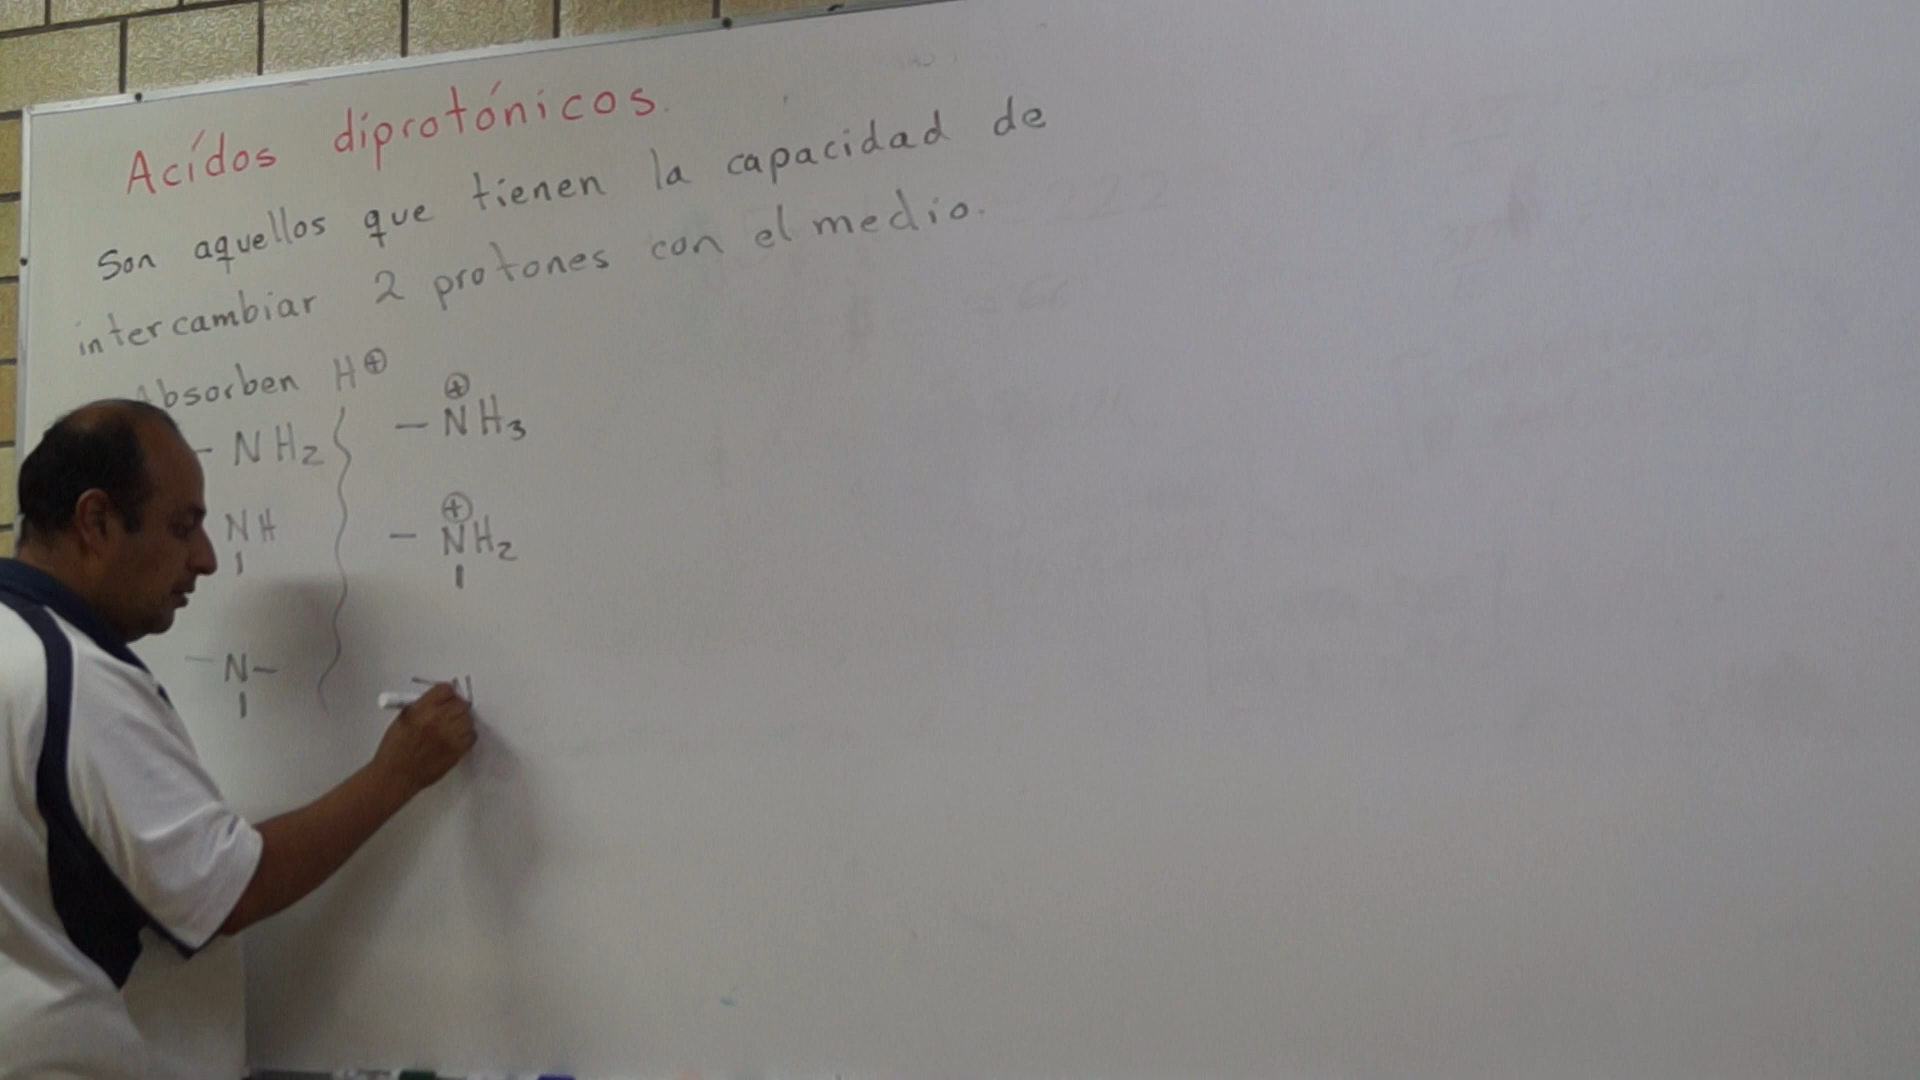 Acídos diprotónicos.
Son aquellos que tienen la capacidad de
intercambiar 2 protones con el medio.
Absorben H⊕
- NH2 - N⊕H3
NH - N⊕H2
- N - - N